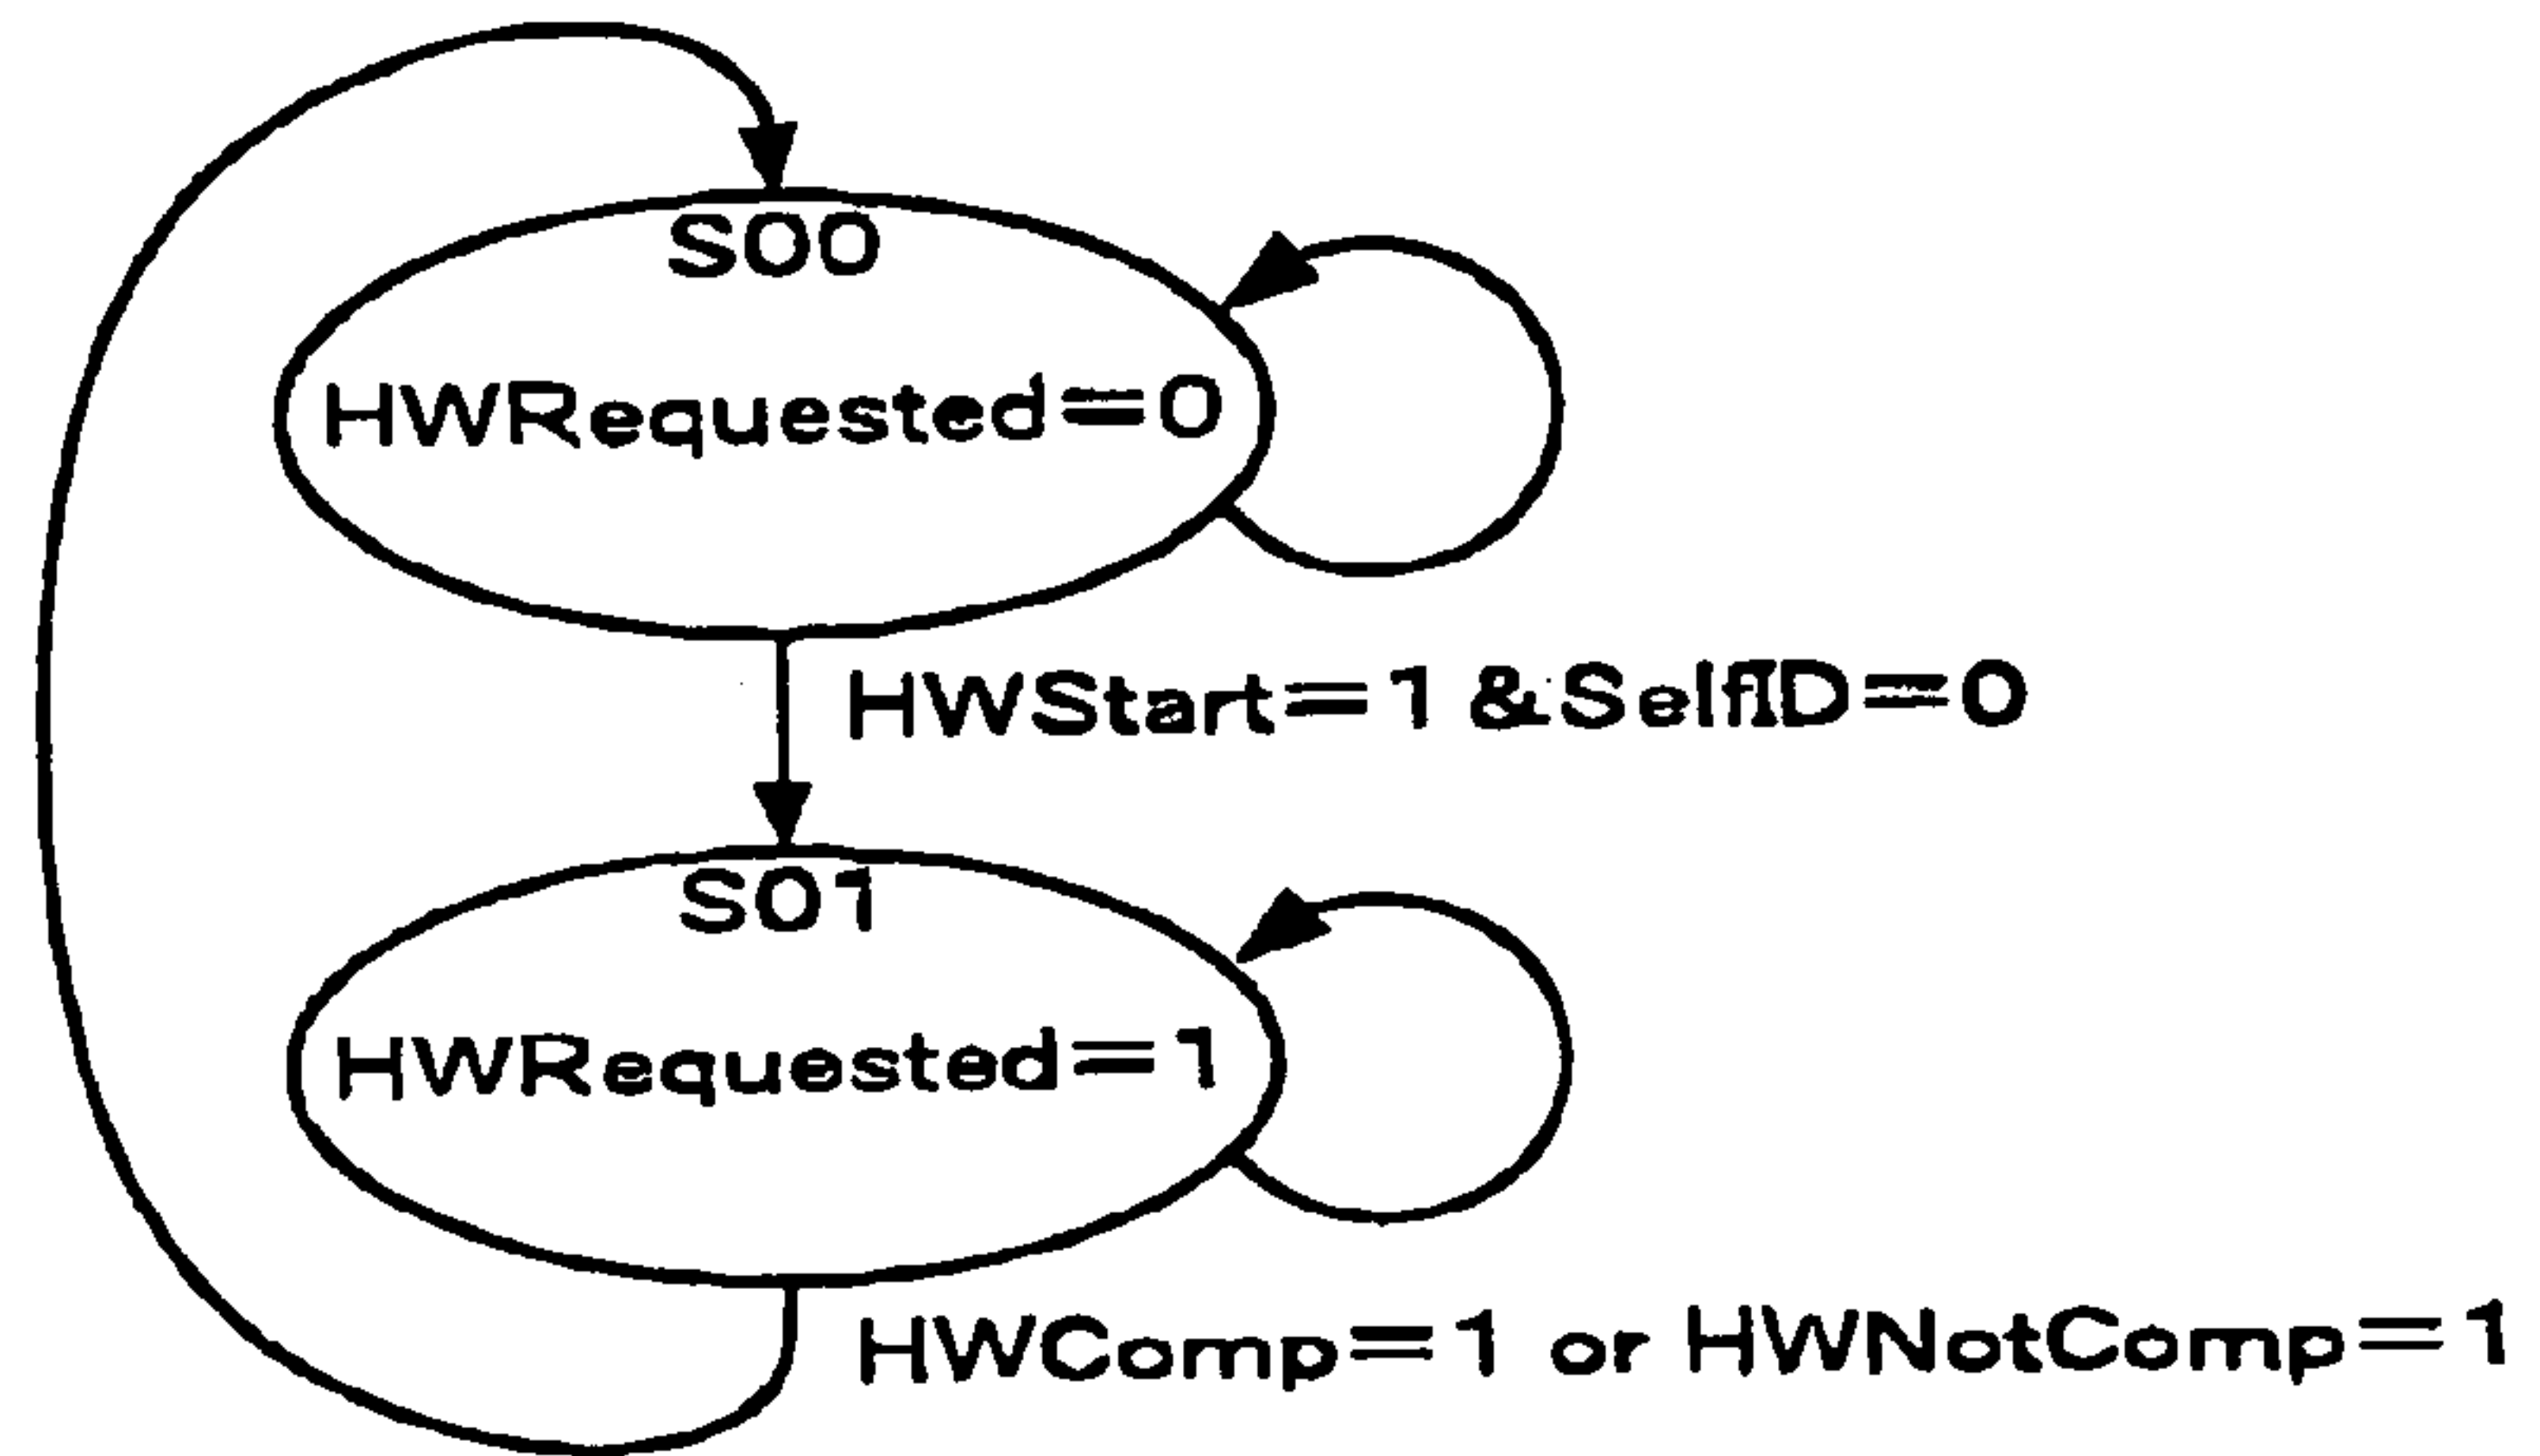 S00
HWRequested=0
HWStart=1 &SelfID=0
S01
HWRequested=1
HWComp=1 or HWNotComp=1